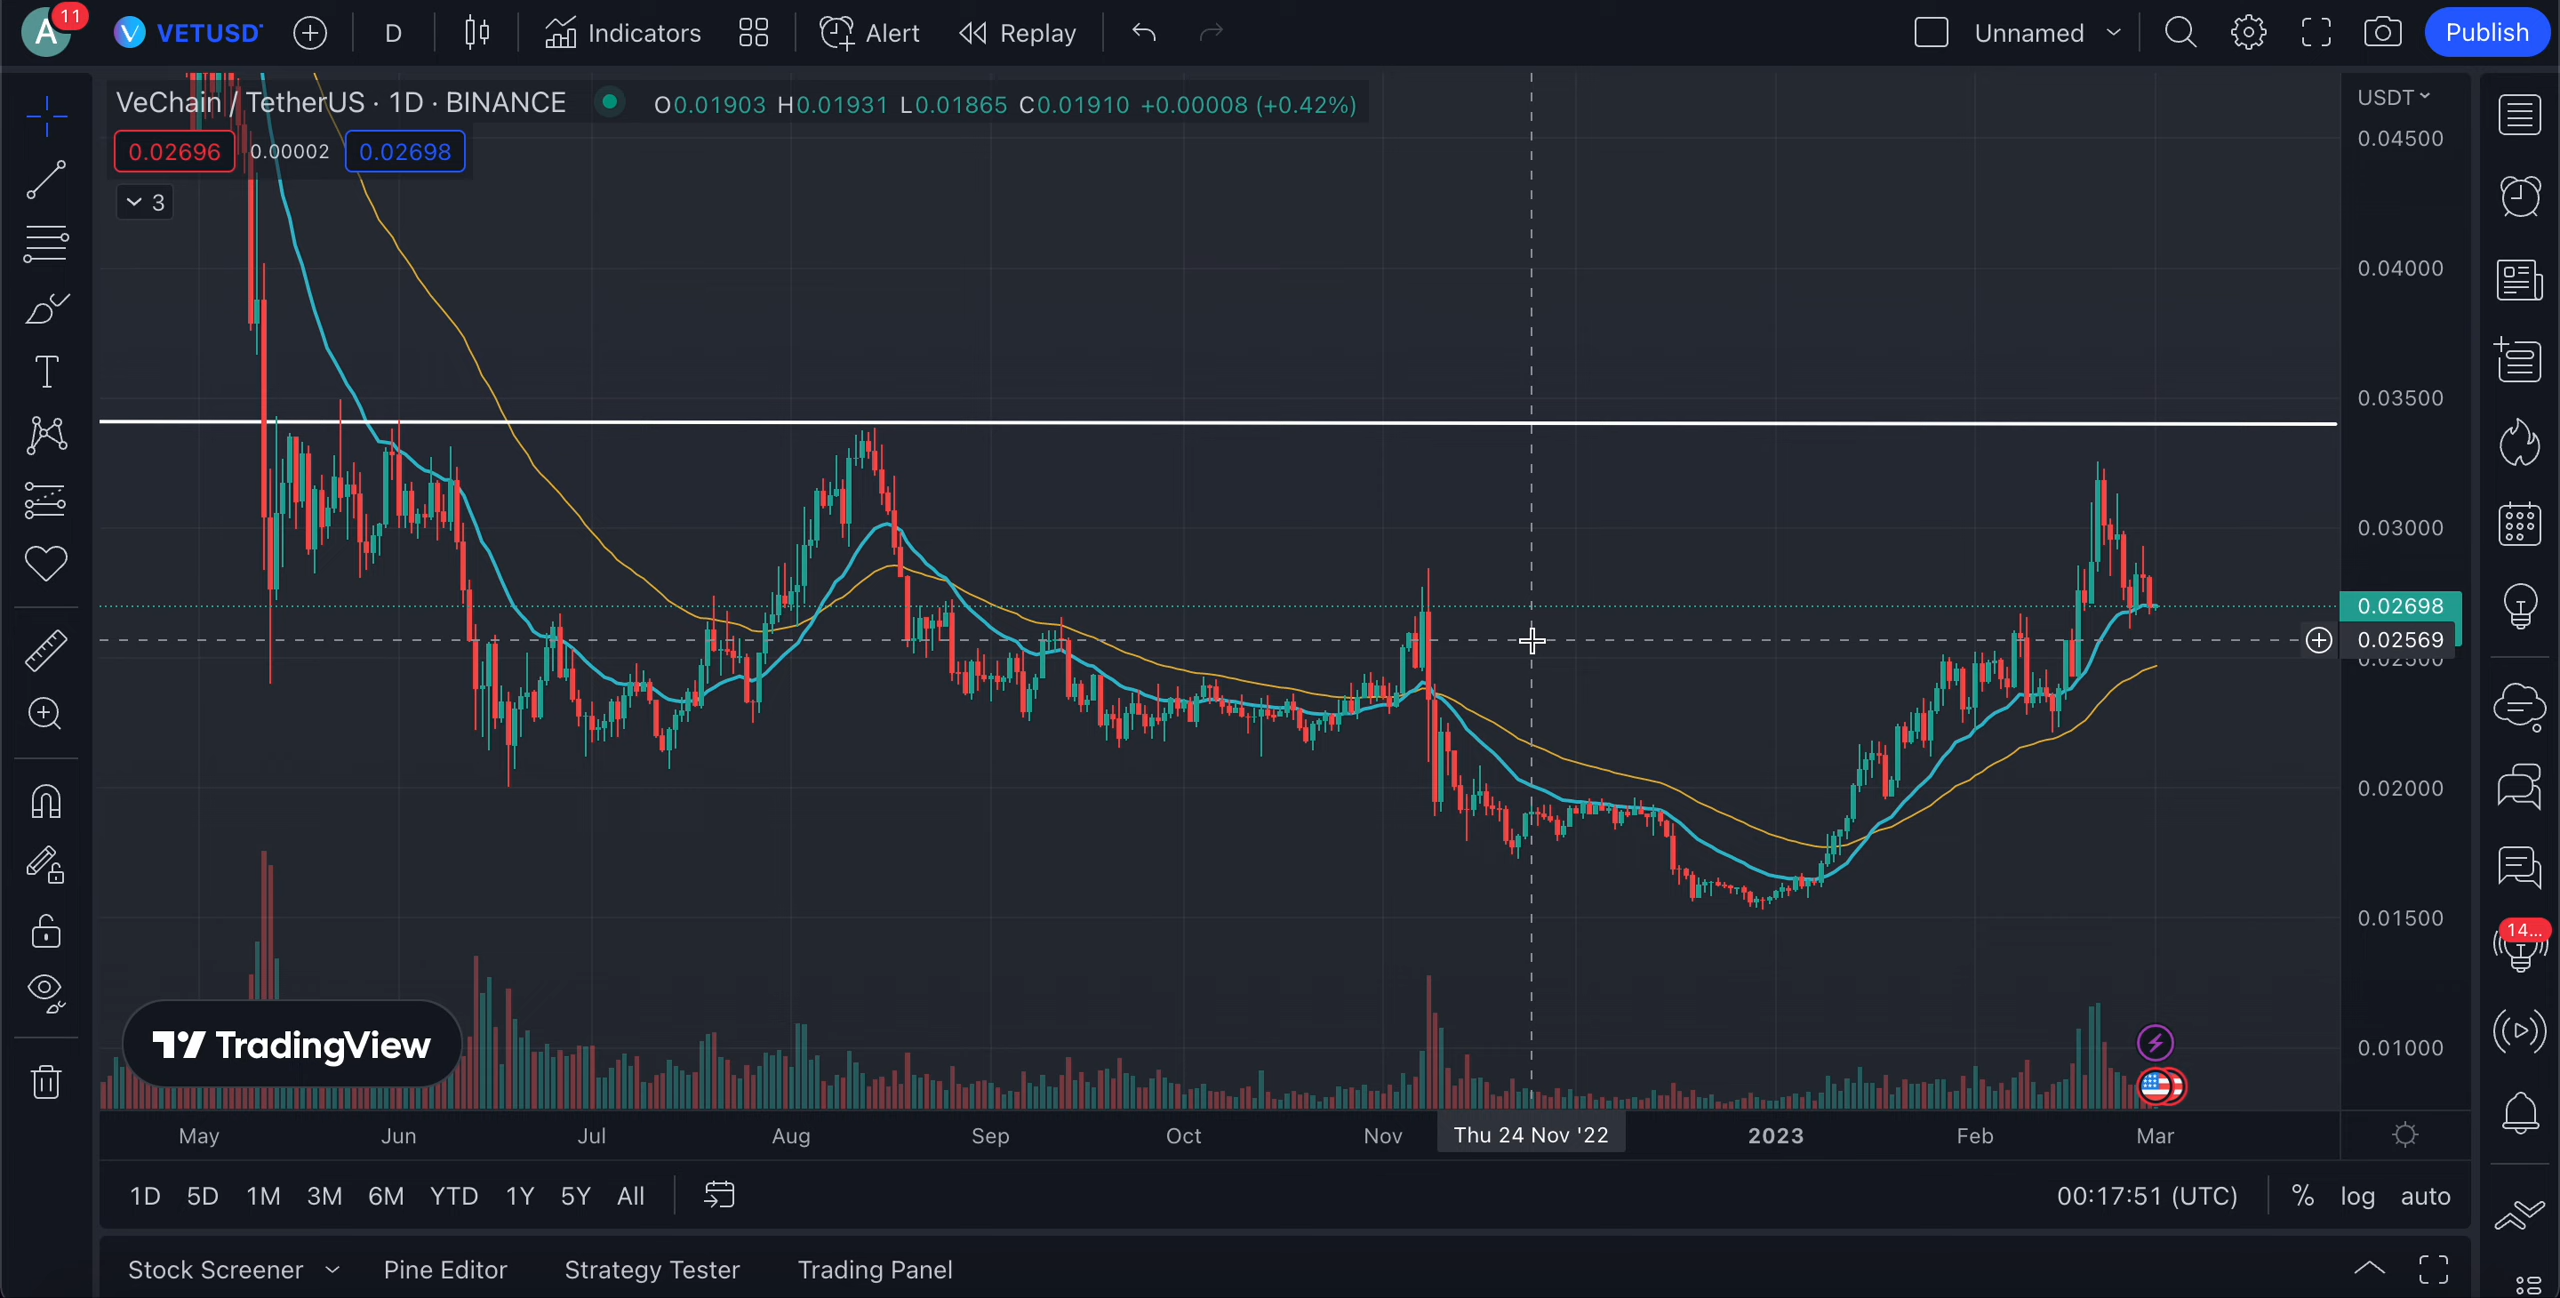 A 11 VETUSDT D Indicators Alert Replay Unnamed Publish
VeChain / TetherUS · 1D · BINANCE O0.01903 H0.01931 L0.01865 C0.01910 +0.00008 (+0.42%)
0.02696 0.00002 0.02698
3
USDT
0.04500
0.04000
0.03500
0.03000
0.02698
0.02569
0.02500
0.02000
0.01500
0.01000
14...
TradingView
May Jun Jul Aug Sep Oct Nov Thu 24 Nov '22 2023 Feb Mar
1D 5D 1M 3M 6M YTD 1Y 5Y All 00:17:51 (UTC) % log auto
Stock Screener Pine Editor Strategy Tester Trading Panel